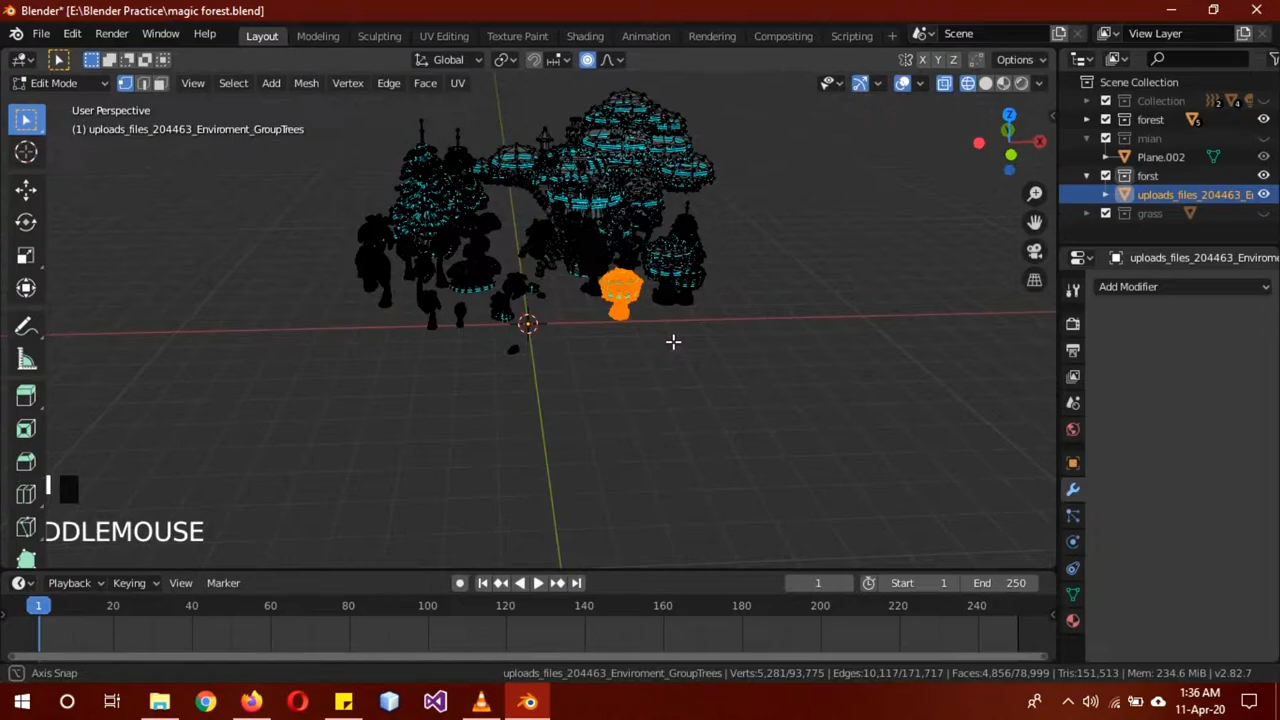 Blender* [E:\Blender Practice\magic forest.blend]
File Edit Render Window Help Layout Modeling Sculpting UV Editing Texture Paint Shading Animation Rendering Compositing Scripting + Scene View Layer
Global X Y Z Options
Edit Mode View Select Add Mesh Vertex Edge Face UV
User Perspective
(1) uploads_files_204463_Enviroment_GroupTrees
Z
X
Scene Collection
Collection 2 4
forest 5
mian
Plane.002
forst
uploads_files_204463_E
grass
uploads_files_204463_Envirome
Add Modifier
DDLEMOUSE
Playback Keying View Marker 1 Start 1 End 250
1 20 40 60 80 100 120 140 160 180 200 220 240
Axis Snap uploads_files_204463_Enviroment_GroupTrees | Verts:5,281/93,775 | Edges:10,117/171,717 | Faces:4,856/78,999 | Tris:151,513 | Mem: 234.6 MiB | v2.82.7
1:36 AM
11-Apr-20